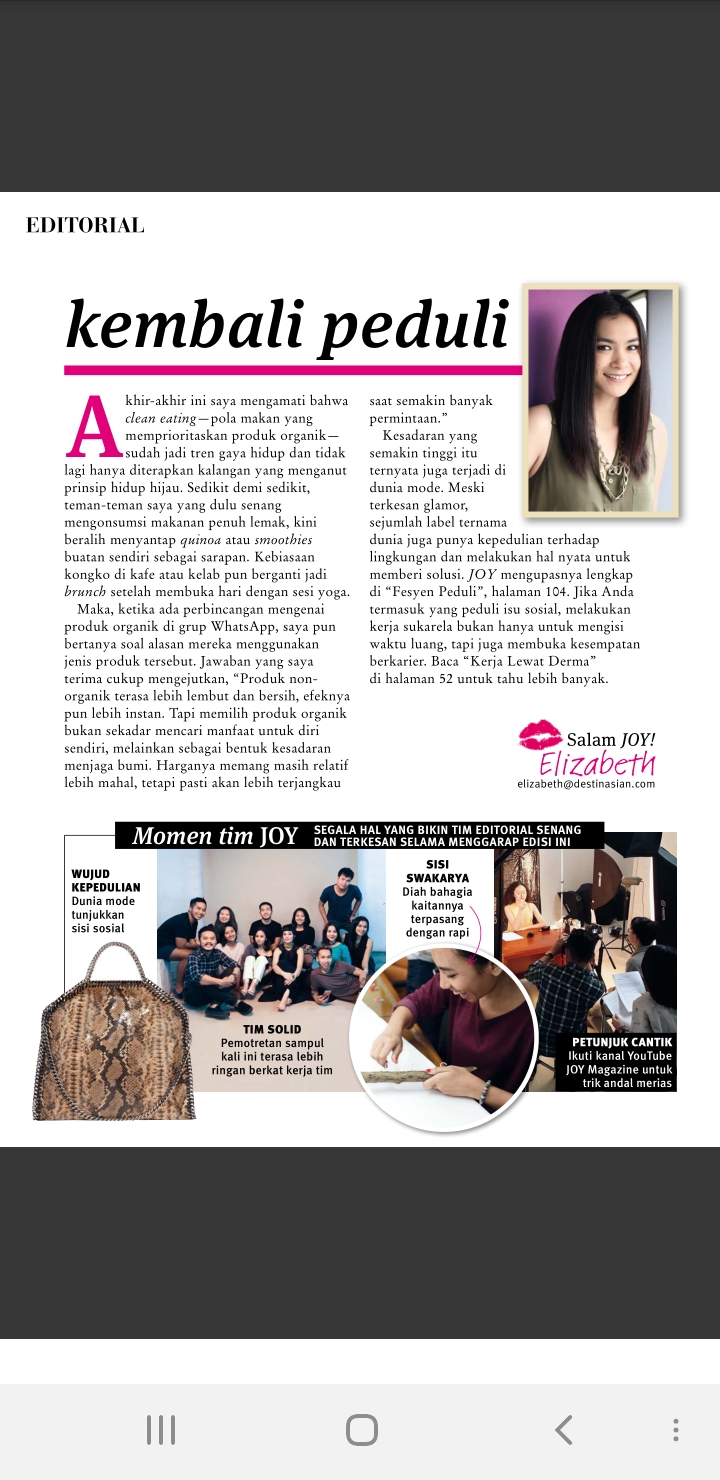 EDITORIAL
kembali peduli
Akhir-akhir ini saya mengamati bahwa
clean eating—pola makan yang
memprioritaskan produk organik—
sudah jadi tren gaya hidup dan tidak
lagi hanya diterapkan kalangan yang menganut
prinsip hidup hijau. Sedikit demi sedikit,
teman-teman saya yang dulu senang
mengonsumsi makanan penuh lemak, kini
beralih menyantap quinoa atau smoothies
buatan sendiri sebagai sarapan. Kebiasaan
kongko di kafe atau kelab pun berganti jadi
brunch setelah membuka hari dengan sesi yoga.
Maka, ketika ada perbincangan mengenai
produk organik di grup WhatsApp, saya pun
bertanya soal alasan mereka menggunakan
jenis produk tersebut. Jawaban yang saya
terima cukup mengejutkan, “Produk non-
organik terasa lebih lembut dan bersih, efeknya
pun lebih instan. Tapi memilih produk organik
bukan sekadar mencari manfaat untuk diri
sendiri, melainkan sebagai bentuk kesadaran
menjaga bumi. Harganya memang masih relatif
lebih mahal, tetapi pasti akan lebih terjangkau
saat semakin banyak
permintaan.”
Kesadaran yang
semakin tinggi itu
ternyata juga terjadi di
dunia mode. Meski
terkesan glamor,
sejumlah label ternama
dunia juga punya kepedulian terhadap
lingkungan dan melakukan hal nyata untuk
memberi solusi. JOY mengupasnya lengkap
di “Fesyen Peduli”, halaman 104. Jika Anda
termasuk yang peduli isu sosial, melakukan
kerja sukarela bukan hanya untuk mengisi
waktu luang, tapi juga membuka kesempatan
berkarier. Baca “Kerja Lewat Derma”
di halaman 52 untuk tahu lebih banyak.
Salam JOY!
Elizabeth
elizabeth@destinasian.com
Momen tim JOY
SEGALA HAL YANG BIKIN TIM EDITORIAL SENANG
DAN TERKESAN SELAMA MENGGARAP EDISI INI
WUJUD
KEPEDULIAN
Dunia mode
tunjukkan
sisi sosial
TIM SOLID
Pemotretan sampul
kali ini terasa lebih
ringan berkat kerja tim
SISI
SWAKARYA
Diah bahagia
kaitannya
terpasang
dengan rapi
PETUNJUK CANTIK
Ikuti kanal YouTube
JOY Magazine untuk
trik andal merias